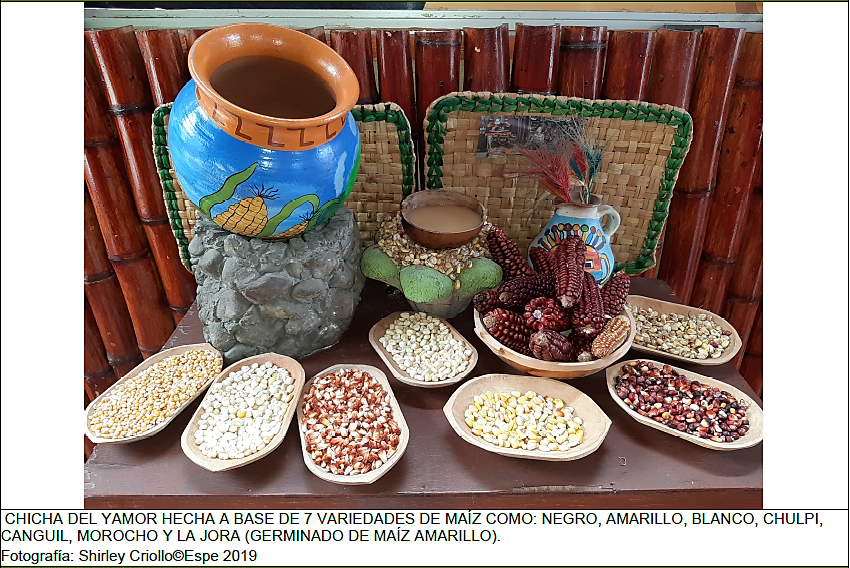 CHICHA DEL YAMOR HECHA A BASE DE 7 VARIEDADES DE MAÍZ COMO: NEGRO, AMARILLO, BLANCO, CHULPI,
CANGUIL, MOROCHO Y LA JORA (GERMINADO DE MAÍZ AMARILLO).
Fotografía: Shirley Criollo©Espe 2019